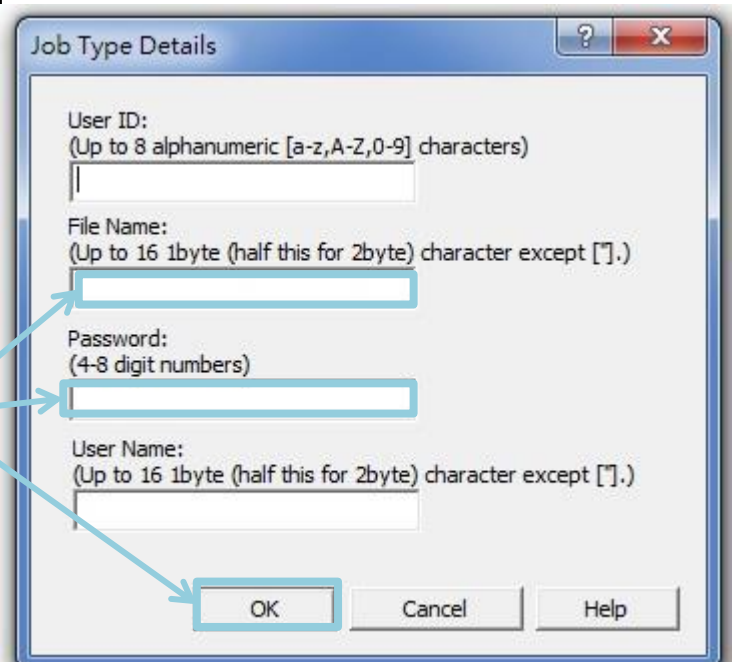 Job Type Details
User ID:
(Up to 8 alphanumeric [a-z,A-Z,0-9] characters)
File Name:
(Up to 16 1byte (half this for 2byte) character except ["].)
Password:
(4-8 digit numbers)
User Name:
(Up to 16 1byte (half this for 2byte) character except ["].)
OK Cancel Help